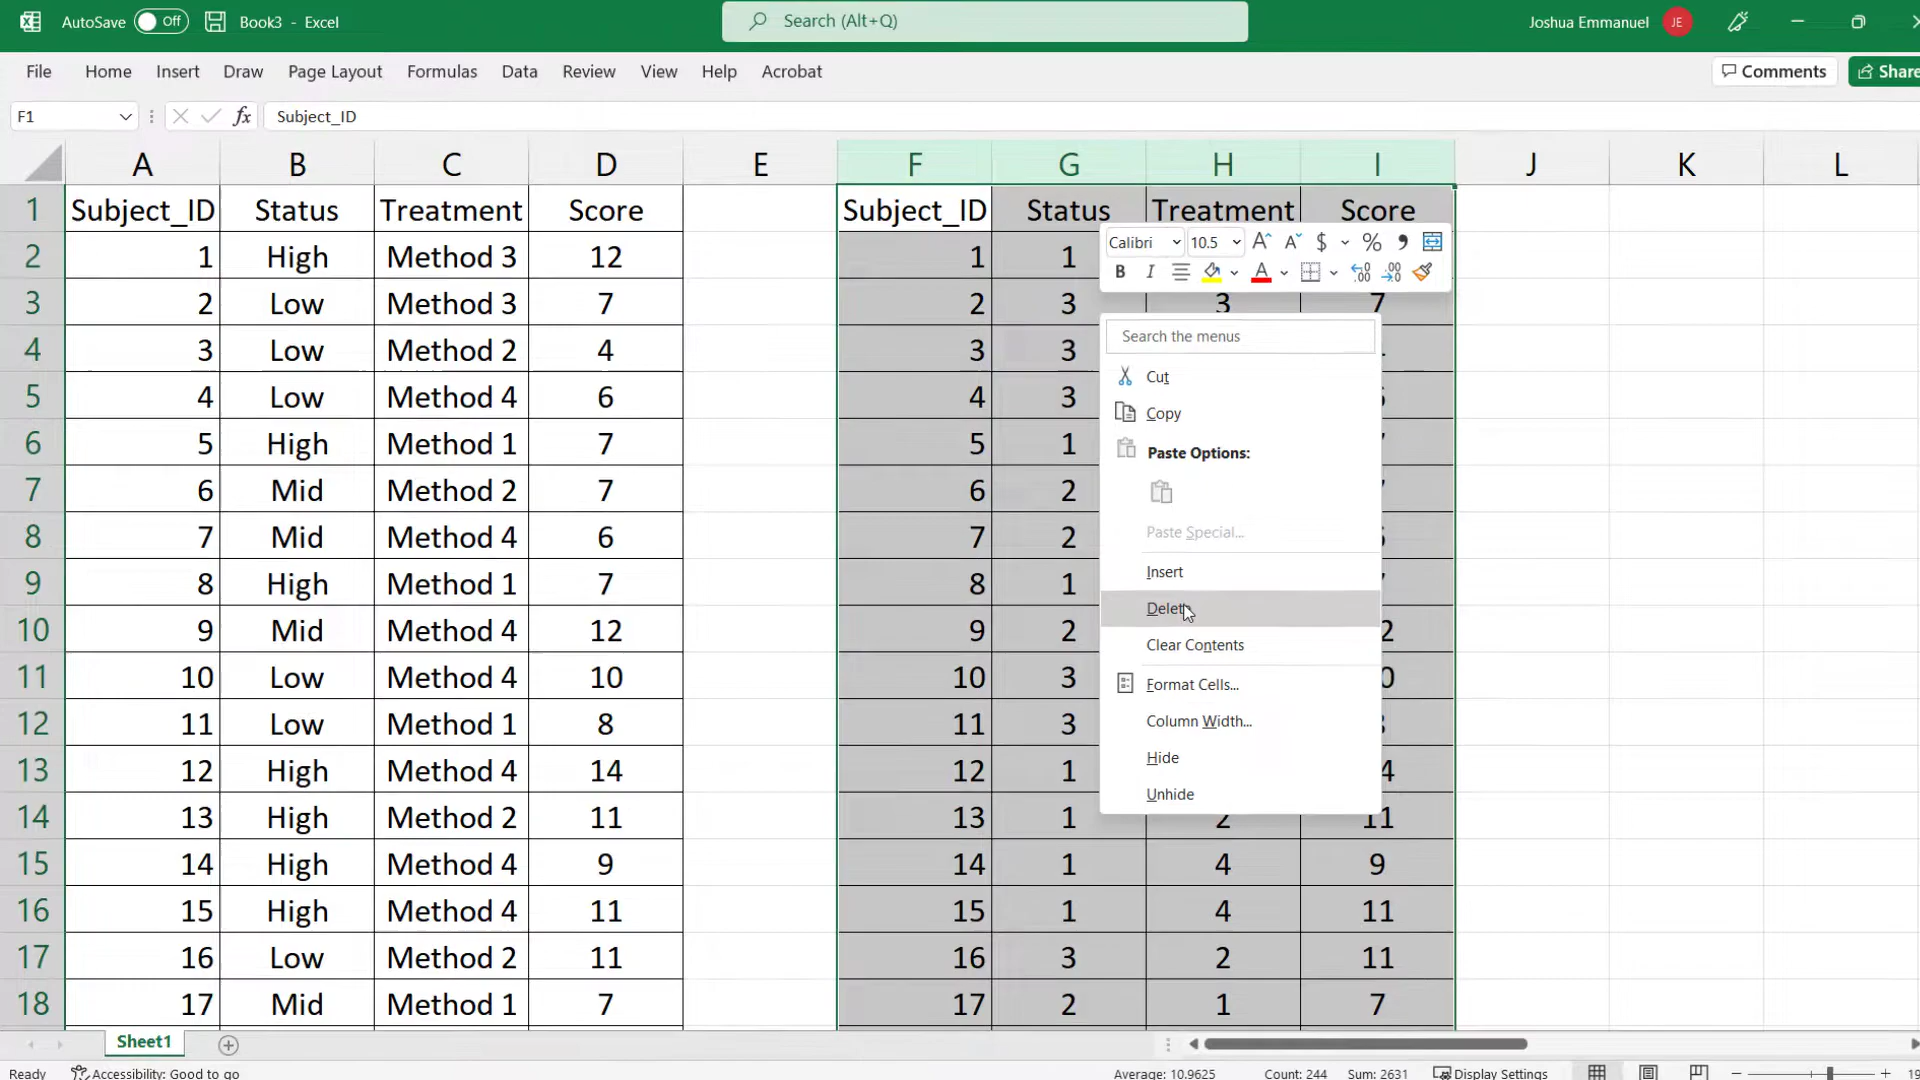 AutoSave Off Book3 - Excel Search (Alt+Q) Joshua Emmanuel JE
File Home Insert Draw Page Layout Formulas Data Review View Help Acrobat Comments Share
F1 fx Subject_ID
A B C D E F G H I J K L
1 Subject_ID Status Treatment Score Subject_ID Status Treatment Score
2 1 High Method 3 12 1 1
3 2 Low Method 3 7 2 3 3 7
4 3 Low Method 2 4 3 3
5 4 Low Method 4 6 4 3
6 5 High Method 1 7 5 1
7 6 Mid Method 2 7 6 2
8 7 Mid Method 4 6 7 2
9 8 High Method 1 7 8 1
10 9 Mid Method 4 12 9 2
11 10 Low Method 4 10 10 3
12 11 Low Method 1 8 11 3
13 12 High Method 4 14 12 1
14 13 High Method 2 11 13 1 2 11
15 14 High Method 4 9 14 1 4 9
16 15 High Method 4 11 15 1 4 11
17 16 Low Method 2 11 16 3 2 11
18 17 Mid Method 1 7 17 2 1 7
Calibri 10.5 A A $ % ,
B I A .00 .00
Search the menus
Cut
Copy
Paste Options:
Paste Special...
Insert
Delete
Clear Contents
Format Cells...
Column Width...
Hide
Unhide
Sheet1
Ready Accessibility: Good to go Average: 10.9625 Count: 244 Sum: 2631 Display Settings